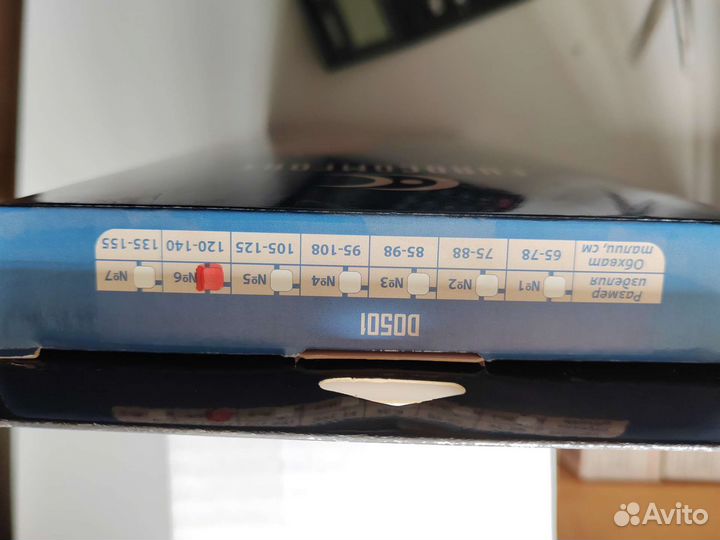 D0501
Размер
изделия №1 №2 №3 №4 №5 №6 №7
Обхват
талии, см 65-78 75-88 85-98 95-108 105-125 120-140 135-155
Avito